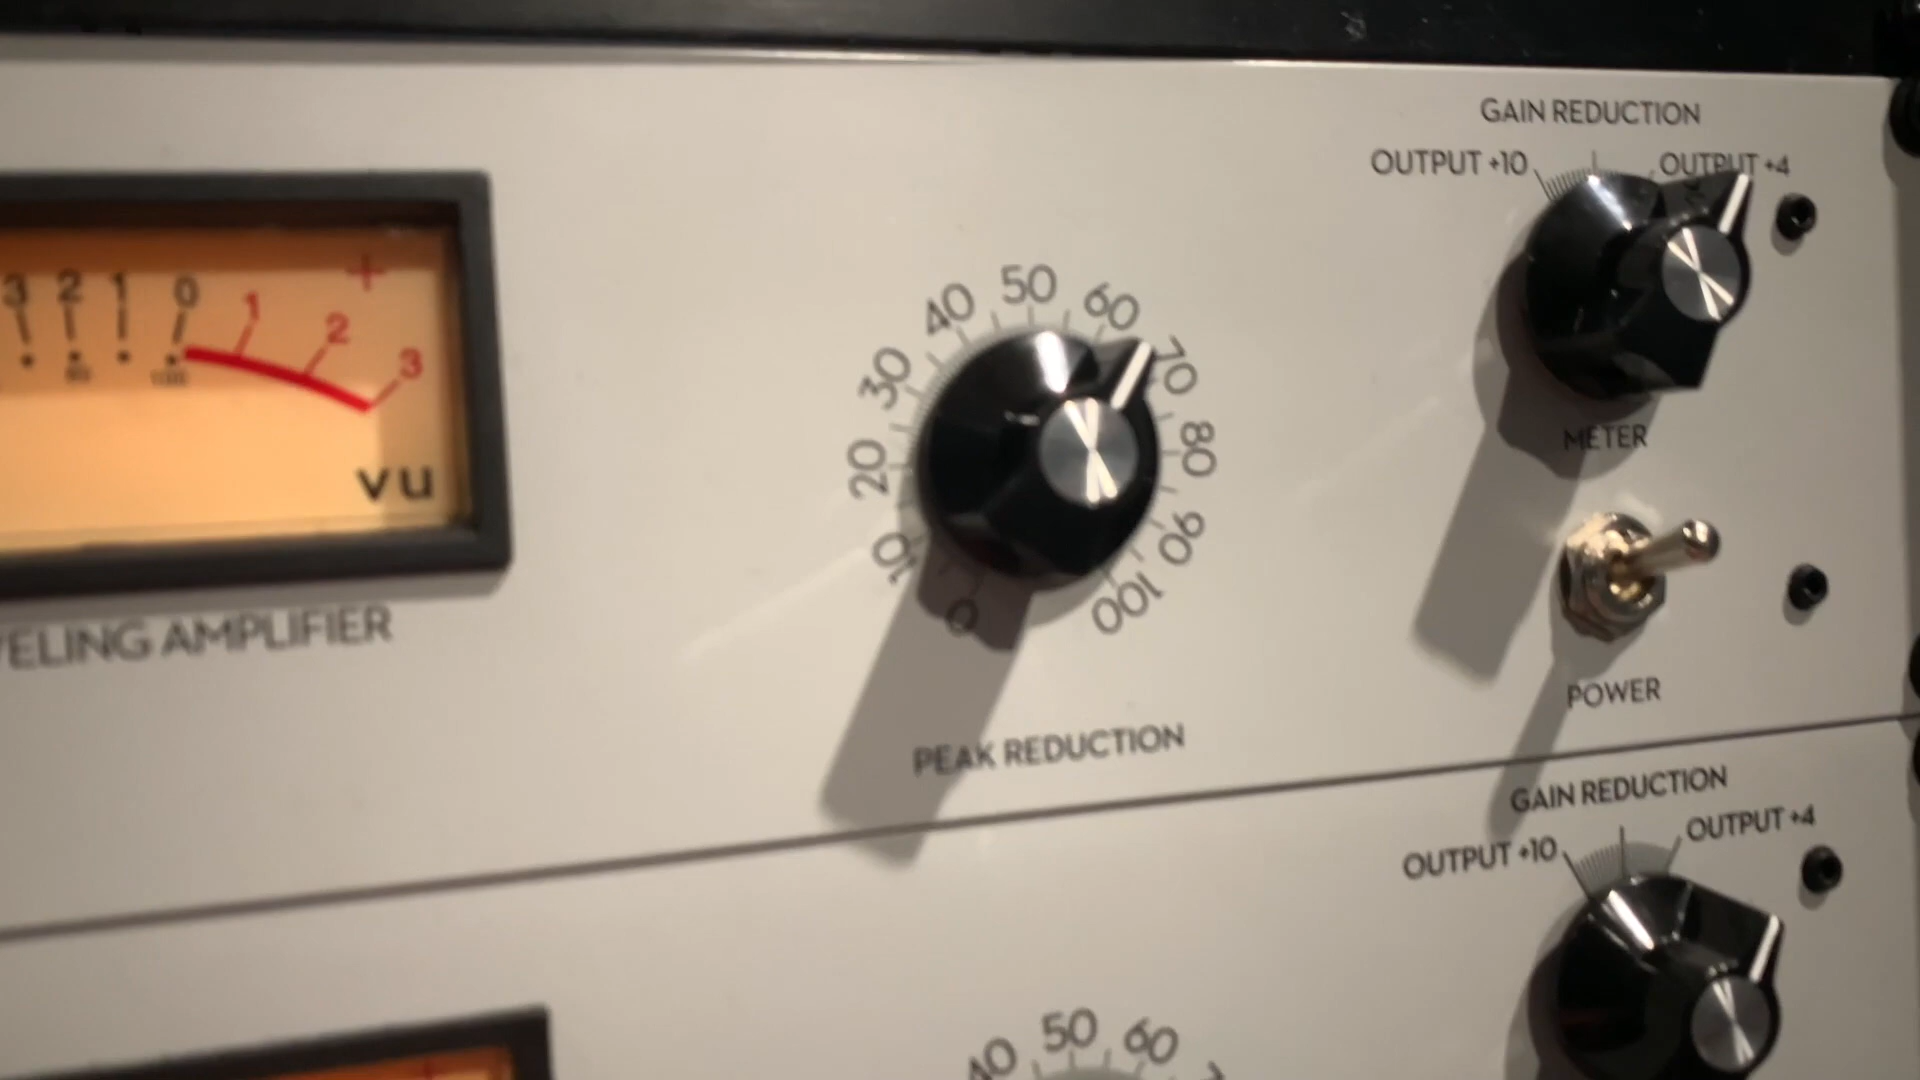 GAIN REDUCTION
OUTPUT +10 OUTPUT +4
3 2 1 0 1 2 3
+
80 100
VU
0 10 20 30 40 50 60 70 80 90 100
METER
VELING AMPLIFIER
POWER
PEAK REDUCTION
GAIN REDUCTION
OUTPUT +10 OUTPUT +4
40 50 60